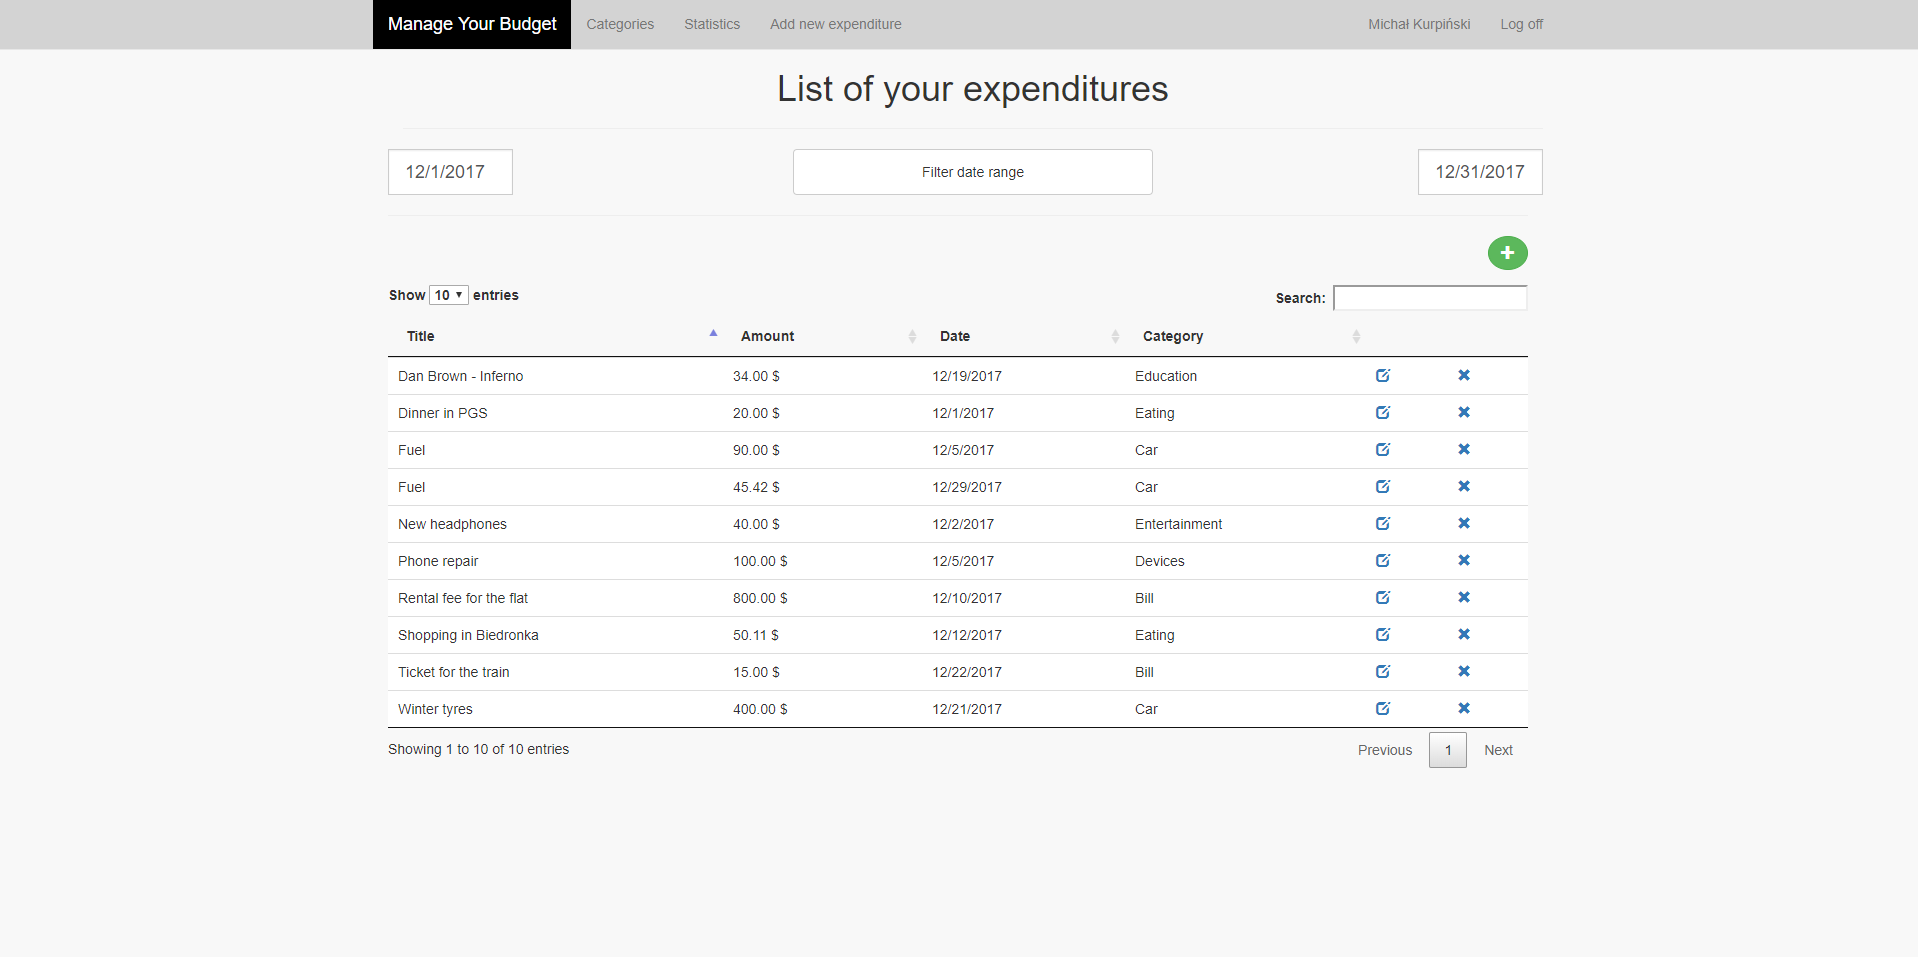 Manage Your Budget Categories Statistics Add new expenditure Michał Kurpiński Log off
List of your expenditures
12/1/2017 Filter date range 12/31/2017
Show 10 entries Search:
Title Amount Date Category
Dan Brown - Inferno 34.00 $ 12/19/2017 Education
Dinner in PGS 20.00 $ 12/1/2017 Eating
Fuel 90.00 $ 12/5/2017 Car
Fuel 45.42 $ 12/29/2017 Car
New headphones 40.00 $ 12/2/2017 Entertainment
Phone repair 100.00 $ 12/5/2017 Devices
Rental fee for the flat 800.00 $ 12/10/2017 Bill
Shopping in Biedronka 50.11 $ 12/12/2017 Eating
Ticket for the train 15.00 $ 12/22/2017 Bill
Winter tyres 400.00 $ 12/21/2017 Car
Showing 1 to 10 of 10 entries Previous 1 Next